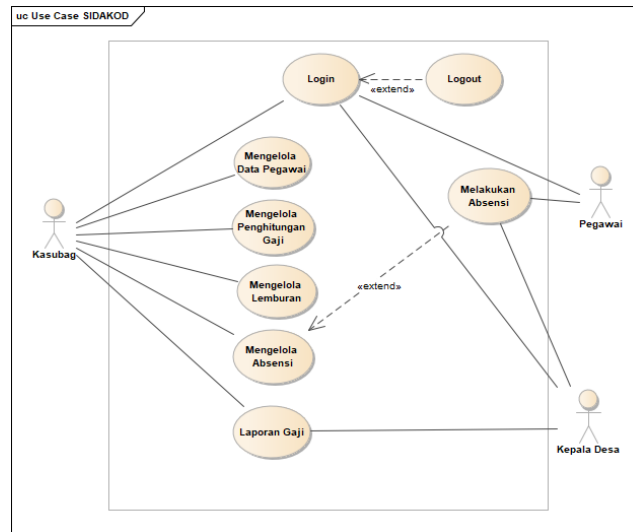 uc Use Case SIDAKOD
Login
Logout
«extend»
Mengelola
Data Pegawai
Melakukan
Absensi
Pegawai
Kasubag
Mengelola
Penghitungan
Gaji
«extend»
Mengelola
Lemburan
Mengelola
Absensi
Laporan Gaji
Kepala Desa